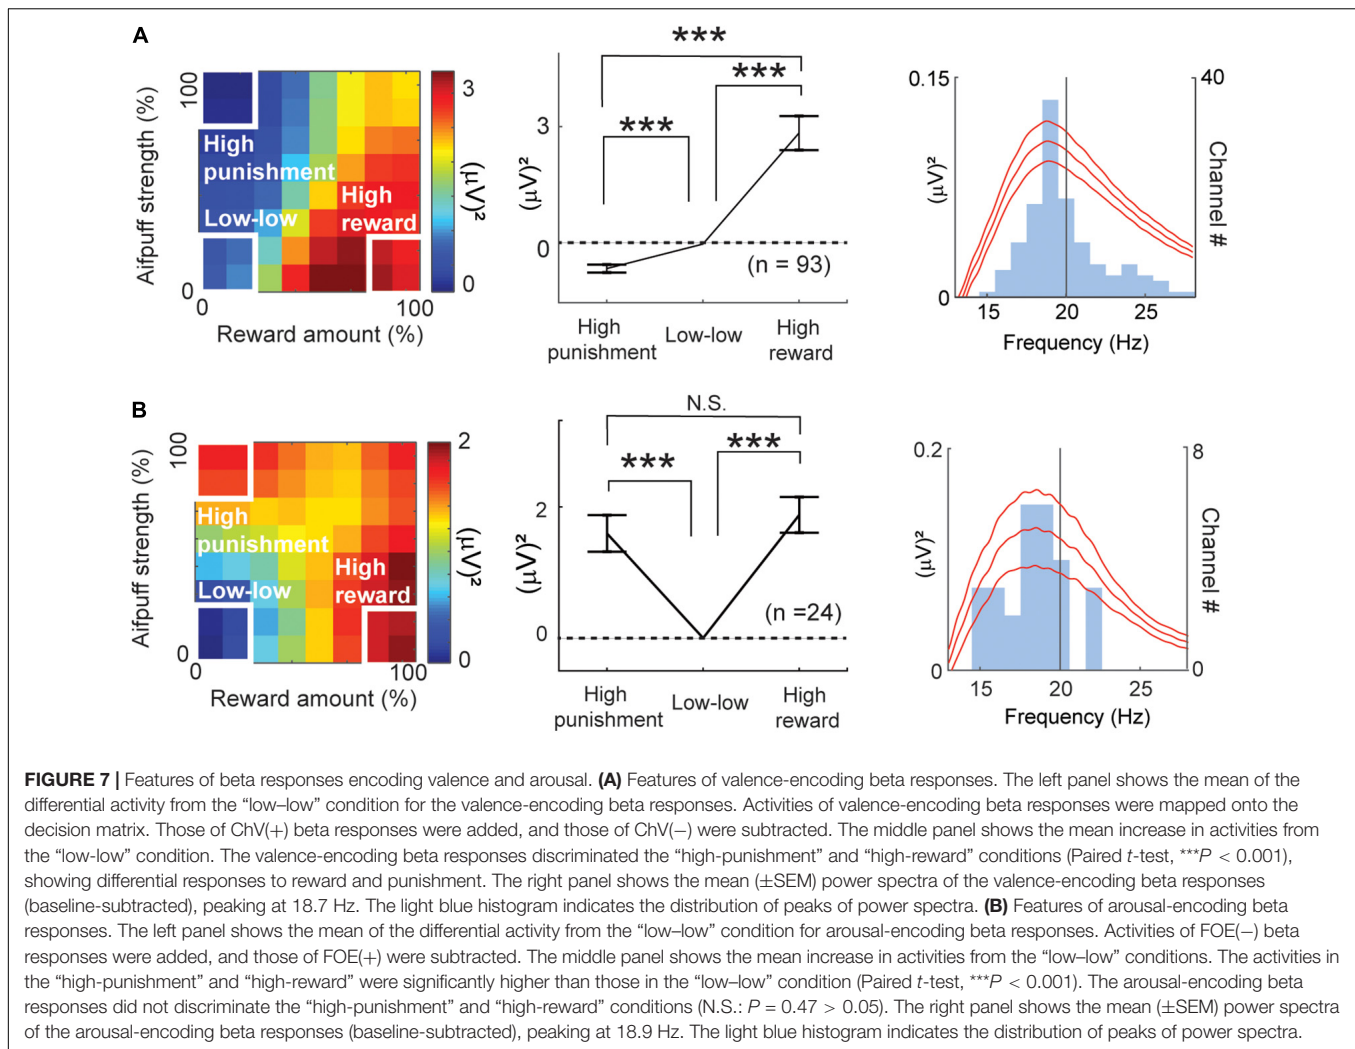 A
Aifpuff strength (%)
100
0
High
punishment
Low-low
High
reward
0
100
Reward amount (%)
3
0
(μV)²
***
***
***
3
0
(μV)²
(n = 93)
High
punishment
Low-low
High
reward
0.15
0
(μV)²
40
Channel #
15
20
25
Frequency (Hz)
B
Aifpuff strength (%)
100
0
High
punishment
Low-low
High
reward
0
100
Reward amount (%)
2
0
(μV)²
N.S.
***
***
2
0
(μV)²
(n =24)
High
punishment
Low-low
High
reward
0.2
0
(μV)²
8
0
Channel #
15
20
25
Frequency (Hz)
FIGURE 7 | Features of beta responses encoding valence and arousal. (A) Features of valence-encoding beta responses. The left panel shows the mean of the
differential activity from the “low–low” condition for the valence-encoding beta responses. Activities of valence-encoding beta responses were mapped onto the
decision matrix. Those of ChV(+) beta responses were added, and those of ChV(−) were subtracted. The middle panel shows the mean increase in activities from
the “low-low” condition. The valence-encoding beta responses discriminated the “high-punishment” and “high-reward” conditions (Paired t-test, ***P < 0.001),
showing differential responses to reward and punishment. The right panel shows the mean (±SEM) power spectra of the valence-encoding beta responses
(baseline-subtracted), peaking at 18.7 Hz. The light blue histogram indicates the distribution of peaks of power spectra. (B) Features of arousal-encoding beta
responses. The left panel shows the mean of the differential activity from the “low–low” condition for arousal-encoding beta responses. Activities of FOE(−) beta
responses were added, and those of FOE(+) were subtracted. The middle panel shows the mean increase in activities from the “low–low” conditions. The activities in
the “high-punishment” and “high-reward” were significantly higher than those in the “low–low” condition (Paired t-test, ***P < 0.001). The arousal-encoding beta
responses did not discriminate the “high-punishment” and “high-reward” conditions (N.S.: P = 0.47 > 0.05). The right panel shows the mean (±SEM) power spectra
of the arousal-encoding beta responses (baseline-subtracted), peaking at 18.9 Hz. The light blue histogram indicates the distribution of peaks of power spectra.